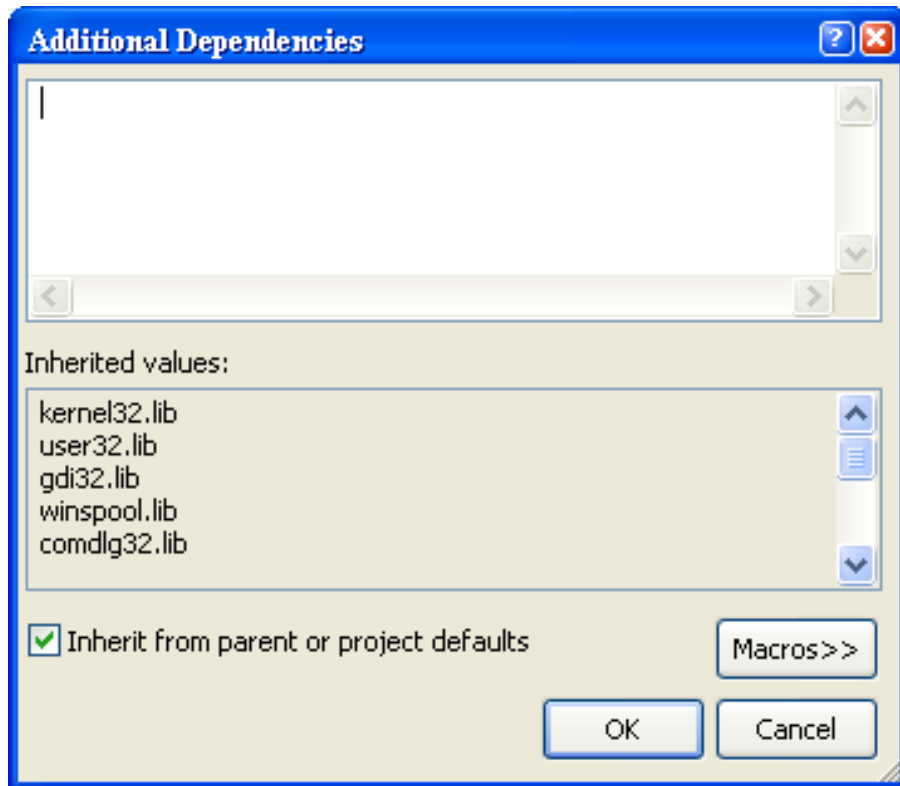 Additional Dependencies
Inherited values:
kernel32.lib
user32.lib
gdi32.lib
winspool.lib
comdlg32.lib
Inherit from parent or project defaults
Macros>>
OK
Cancel